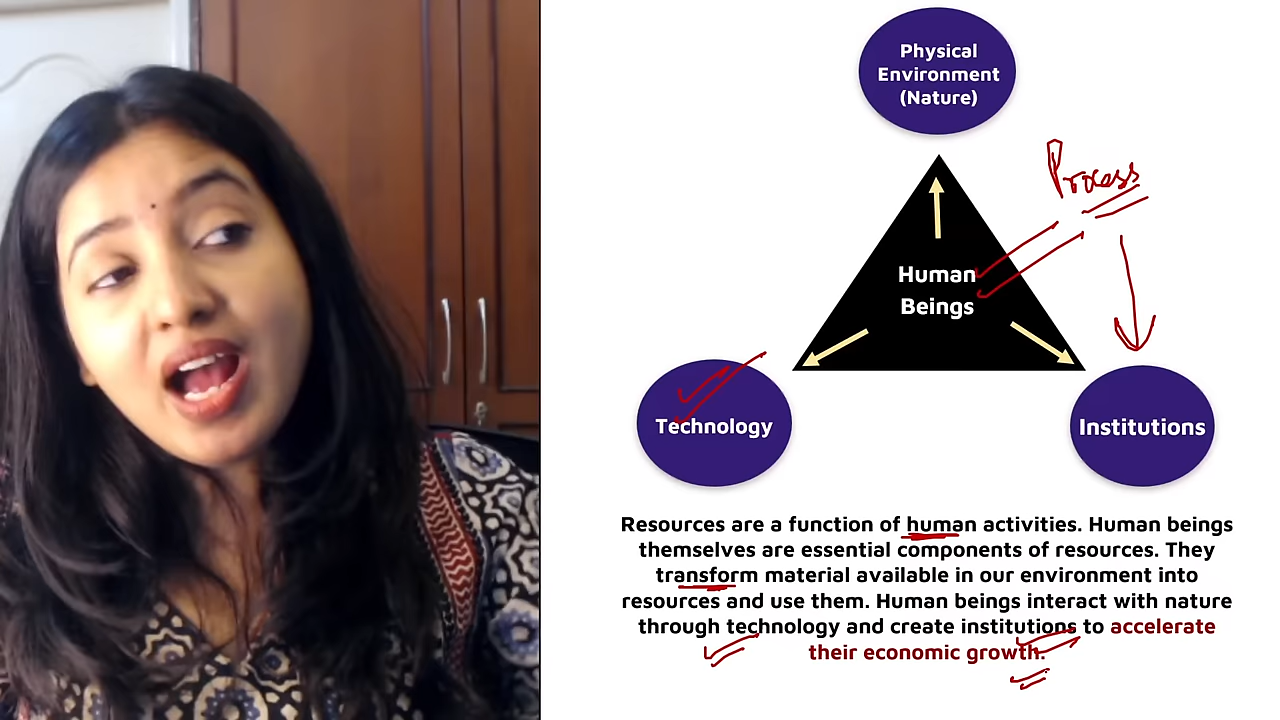 Physical
Environment
(Nature)
Process
Human
Beings
Technology
Institutions
Resources are a function of human activities. Human beings
themselves are essential components of resources. They
transform material available in our environment into
resources and use them. Human beings interact with nature
through technology and create institutions to accelerate
their economic growth.